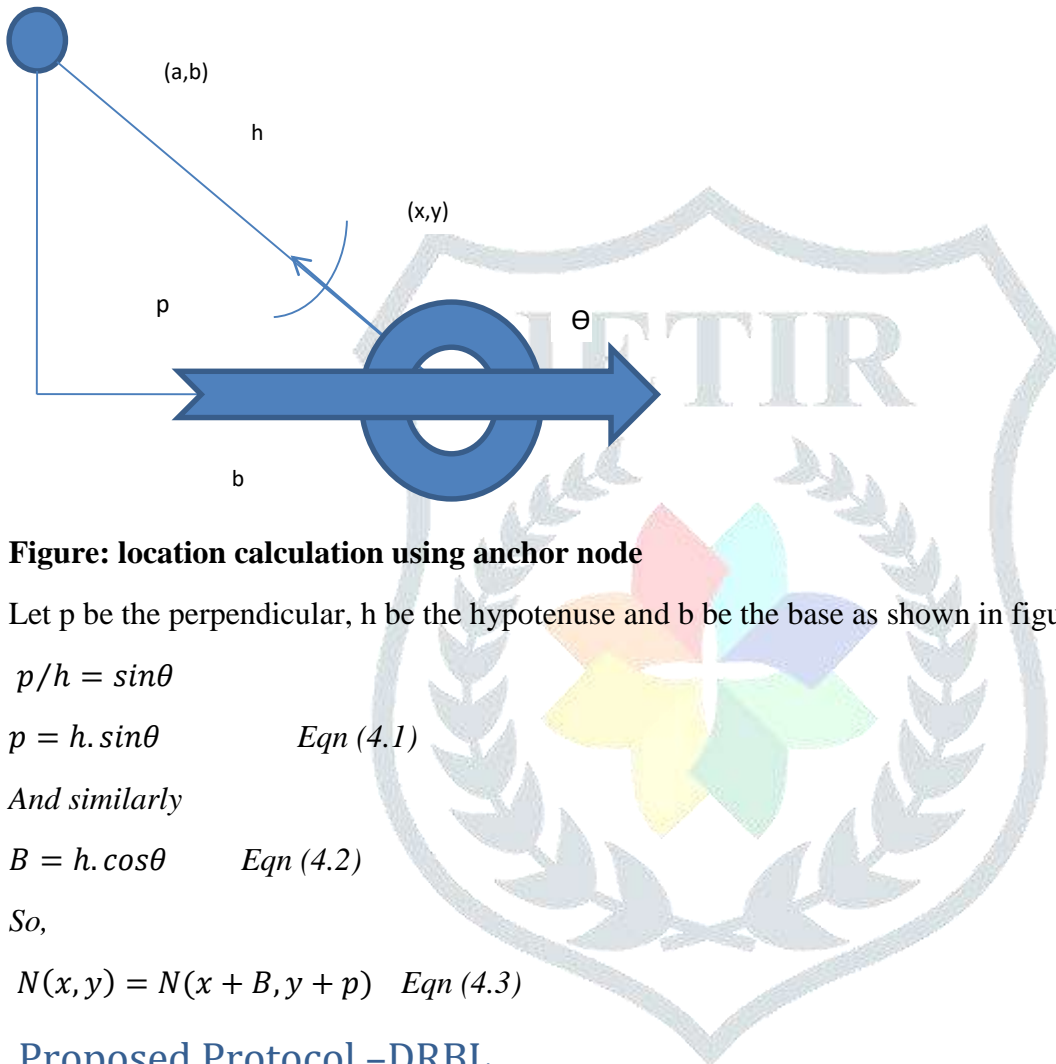 (a,b)
h
(x,y)
p
Ɵ
JETIR
b
Figure: location calculation using anchor node
Let p be the perpendicular, h be the hypotenuse and b be the base as shown in
p/h = sinθ
p = h. sinθ Eqn (4.1)
And similarly
B = h. cosθ Eqn (4.2)
So,
N(x, y) = N(x + B, y + p) Eqn (4.3)
Proposed Protocol –DRBL